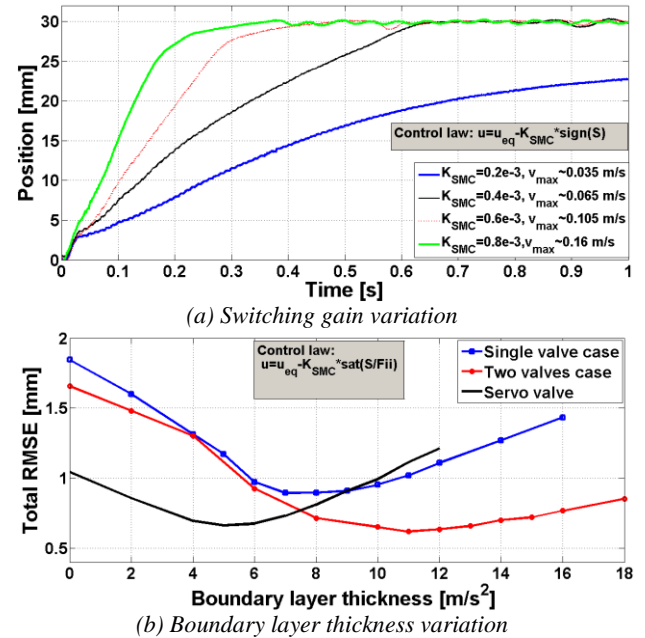 30
25
20
15
10
5
0
Position [mm]
Control law: u=u_eq-K_SMC*sign(S)
K_SMC=0.2e-3, v_max~0.035 m/s
K_SMC=0.4e-3, v_max~0.065 m/s
K_SMC=0.6e-3, v_max~0.105 m/s
K_SMC=0.8e-3,v_max~0.16 m/s
0 0.1 0.2 0.3 0.4 0.5 0.6 0.7 0.8 0.9 1
Time [s]
(a) Switching gain variation
2
1.5
1
0.5
Total RMSE [mm]
Control law:
u=u_eq-K_SMC*sat(S/Fii)
Single valve case
Two valves case
Servo valve
0 2 4 6 8 10 12 14 16 18
Boundary layer thickness [m/s²]
(b) Boundary layer thickness variation